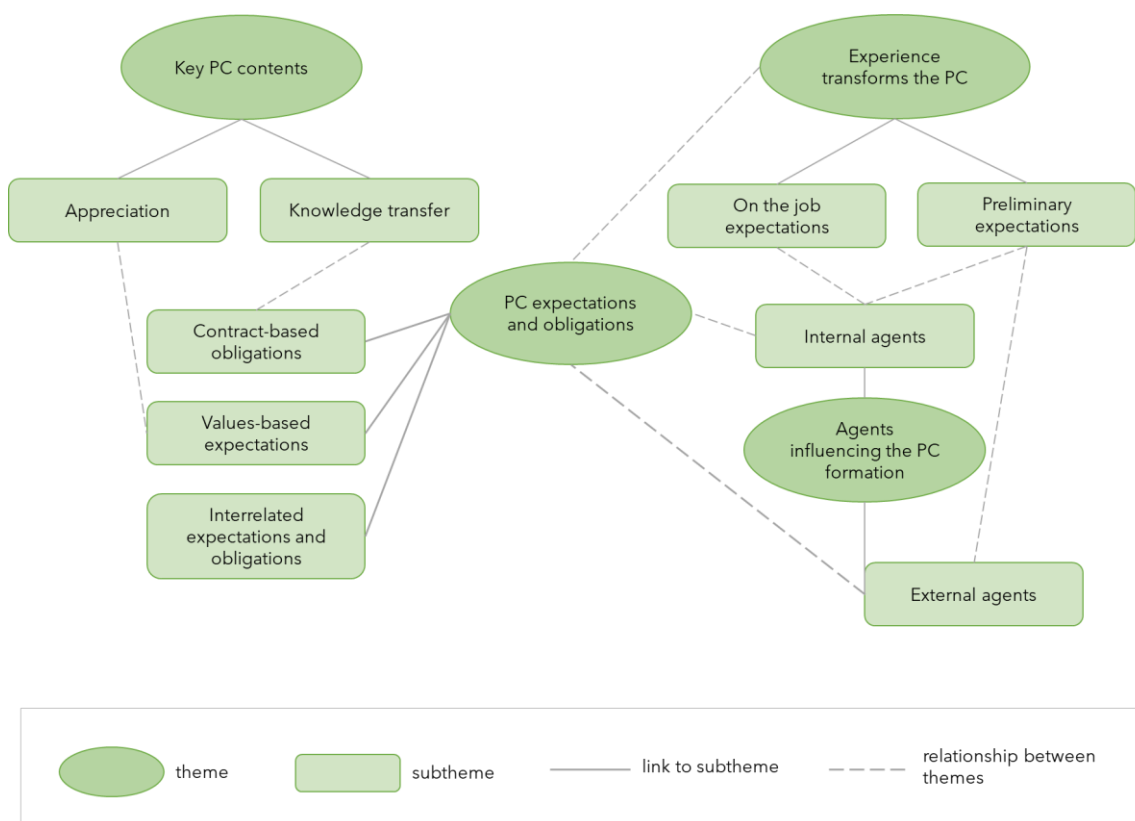 Key PC contents
Experience
transforms the PC
Appreciation
Knowledge transfer
On the job
expectations
Preliminary
expectations
PC expectations
and obligations
Contract-based
obligations
Internal agents
Values-based
expectations
Agents
influencing the PC
formation
Interrelated
expectations and
obligations
External agents
theme
subtheme
link to subtheme
relationship between
themes